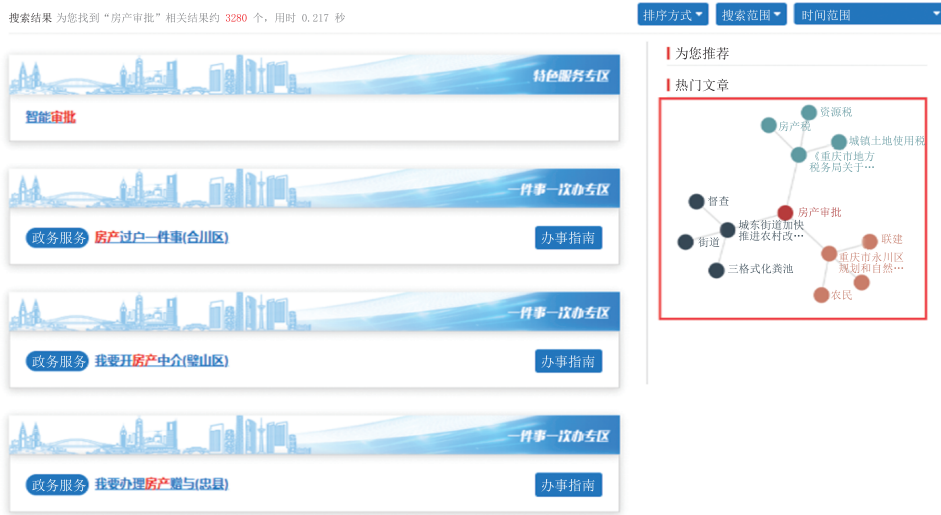 搜索结果 为您找到“房产审批”相关结果约 3280 个，用时 0.217 秒
排序方式 搜索范围 时间范围
特色服务专区
智能审批
一件事一次办专区
政务服务 房产过户一件事(合川区) 办事指南
一件事一次办专区
政务服务 我要开房产中介(璧山区) 办事指南
一件事一次办专区
政务服务 我要办理房产赠与(忠县) 办事指南
为您推荐
热门文章
资源税
房产税
城镇土地使用税
《重庆市地方
税务局关于…
督查
房产审批
城东街道加快
推进农村改…
街道
联建
重庆市永川区
规划和自然…
三格式化粪池
农民